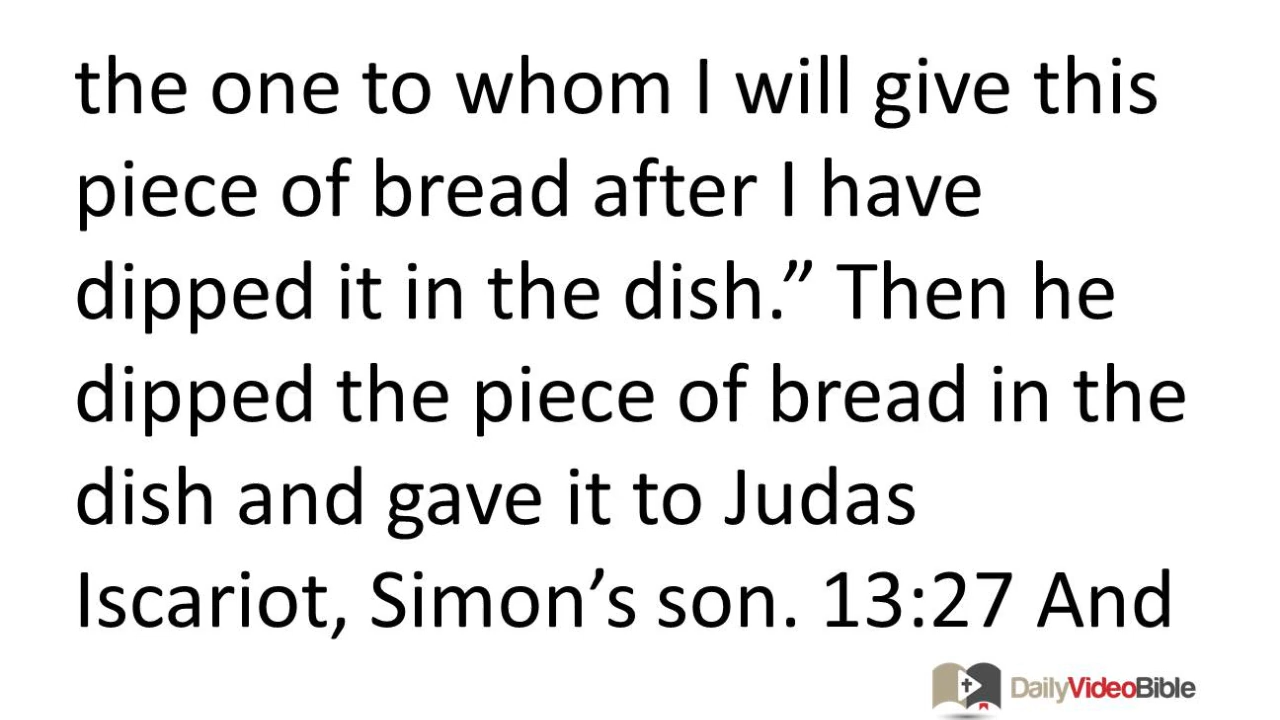 the one to whom I will give this
piece of bread after I have
dipped it in the dish.” Then he
dipped the piece of bread in the
dish and gave it to Judas
Iscariot, Simon’s son. 13:27 And
DailyVideoBible